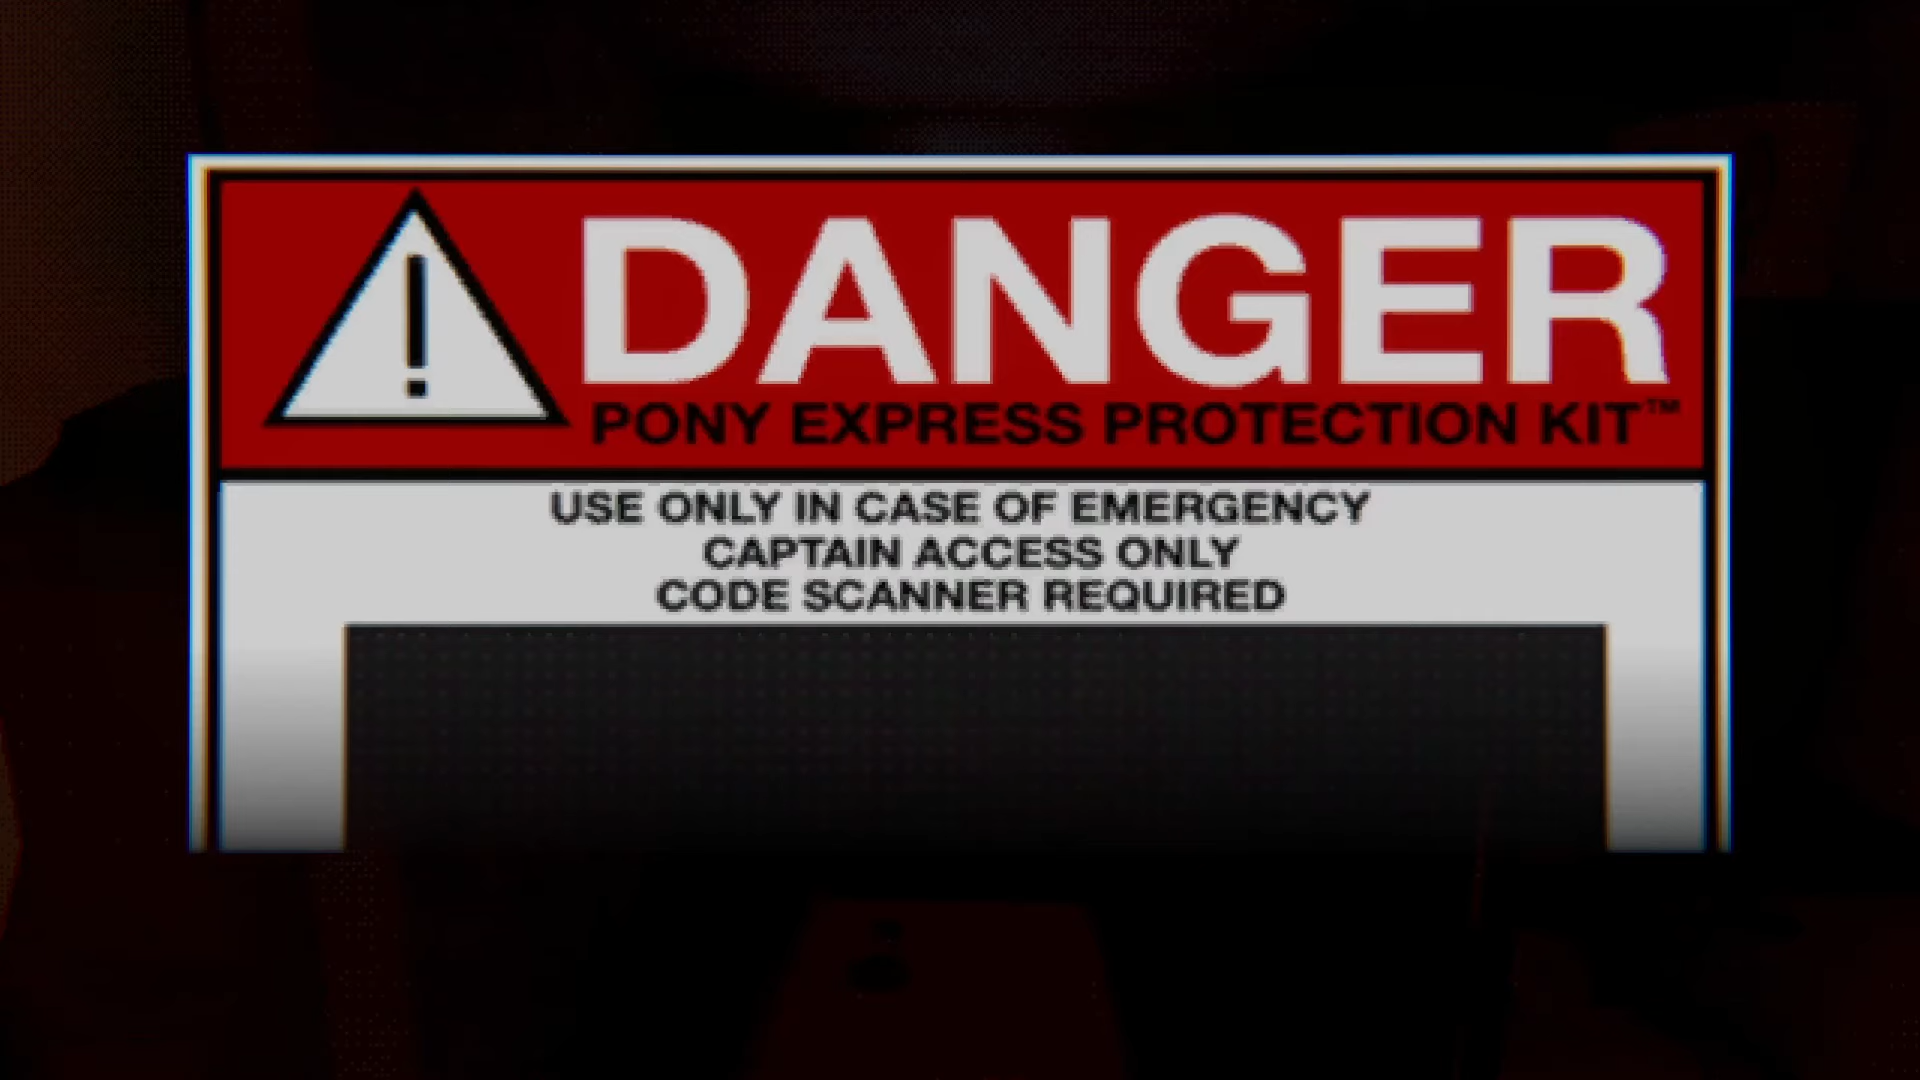 DANGER
PONY EXPRESS PROTECTION KIT™
USE ONLY IN CASE OF EMERGENCY
CAPTAIN ACCESS ONLY
CODE SCANNER REQUIRED